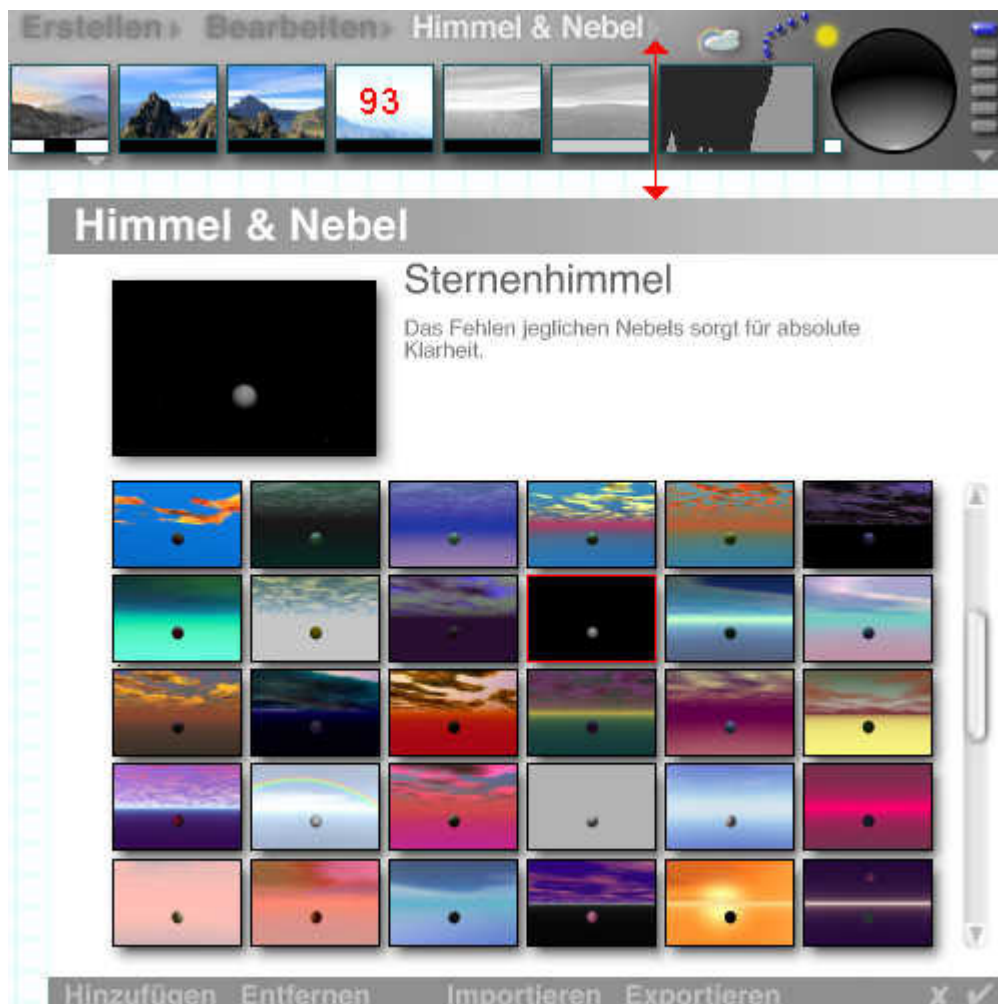 Erstellen Bearbeiten Himmel & Nebel
93
Himmel & Nebel
Sternenhimmel
Das Fehlen jeglichen Nebels sorgt für absolute
Klarheit.
Hinzufügen Entfernen Importieren Exportieren